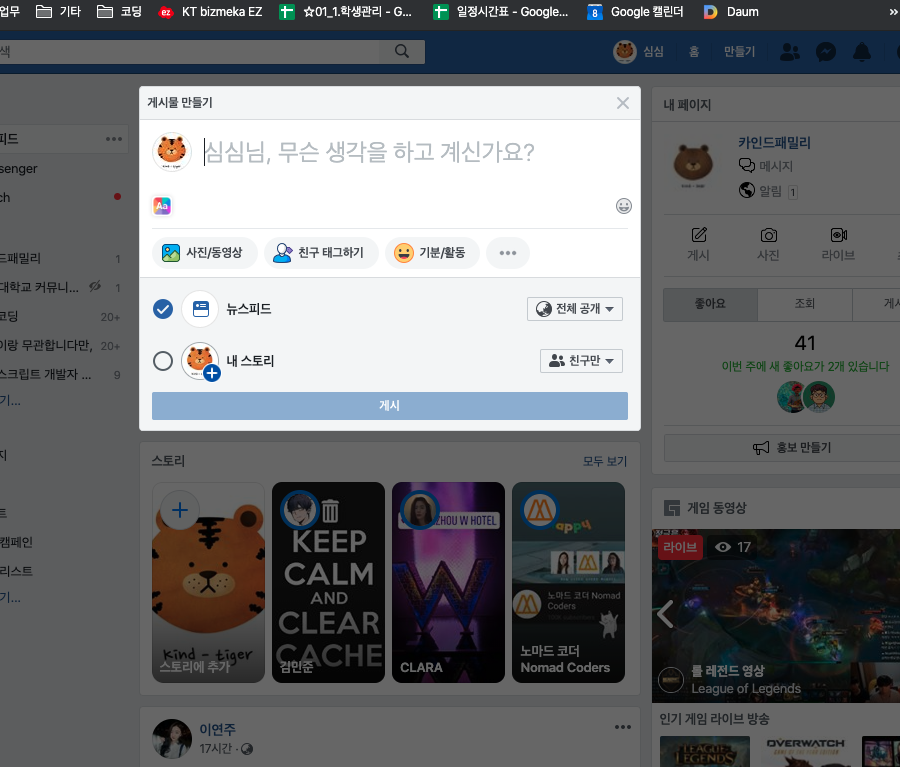 업무
기타
코딩
ez KT bizmeka EZ
☆01_1.학생관리 - G...
일정시간표 - Google...
8 Google 캘린더
Daum
»
색
심심
홈
만들기
게시물 만들기
심심님, 무슨 생각을 하고 계신가요?
Aa
사진/동영상
친구 태그하기
기분/활동
뉴스피드
전체 공개
내 스토리
친구만
게시
피드
senger
ch
드패밀리 1
대학교 커뮤니... 1
코딩 20+
이랑 무관합니다만, 20+
스크립트 개발자 ... 9
기...
지
트
캠페인
리스트
기...
스토리
모두 보기
kind - tiger
스토리에 추가
KEEP
CALM
AND
CLEAR
CACHE
김민준
ZHOU W HOTEL
W
CLARA
appy
노마드 코더 Nomad
Coders
노마드 코더
Nomad Coders
이연주
17시간 ·
내 페이지
카인드패밀리
메시지
알림 1
게시
사진
라이브
좋아요
조회
게시
41
이번 주에 새 좋아요가 2개 있습니다
홍보 만들기
게임 동영상
라이브
17
롤 레전드 영상
League of Legends
인기 게임 라이브 방송
LEAGUE OF
LEGENDS
OVERWATCH